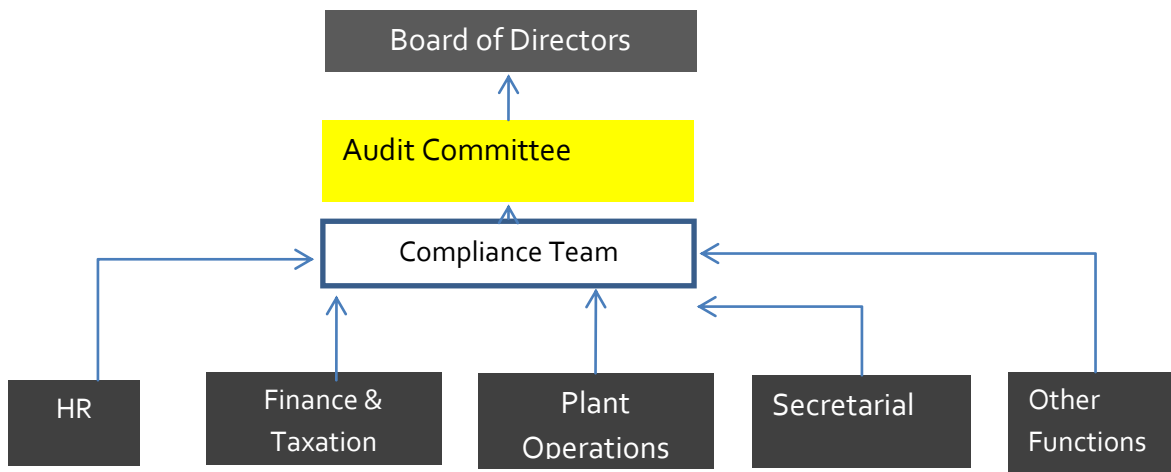 Board of Directors
Audit Committee
Compliance Team
HR
Finance &
Taxation
Plant
Operations
Secretarial
Other
Functions